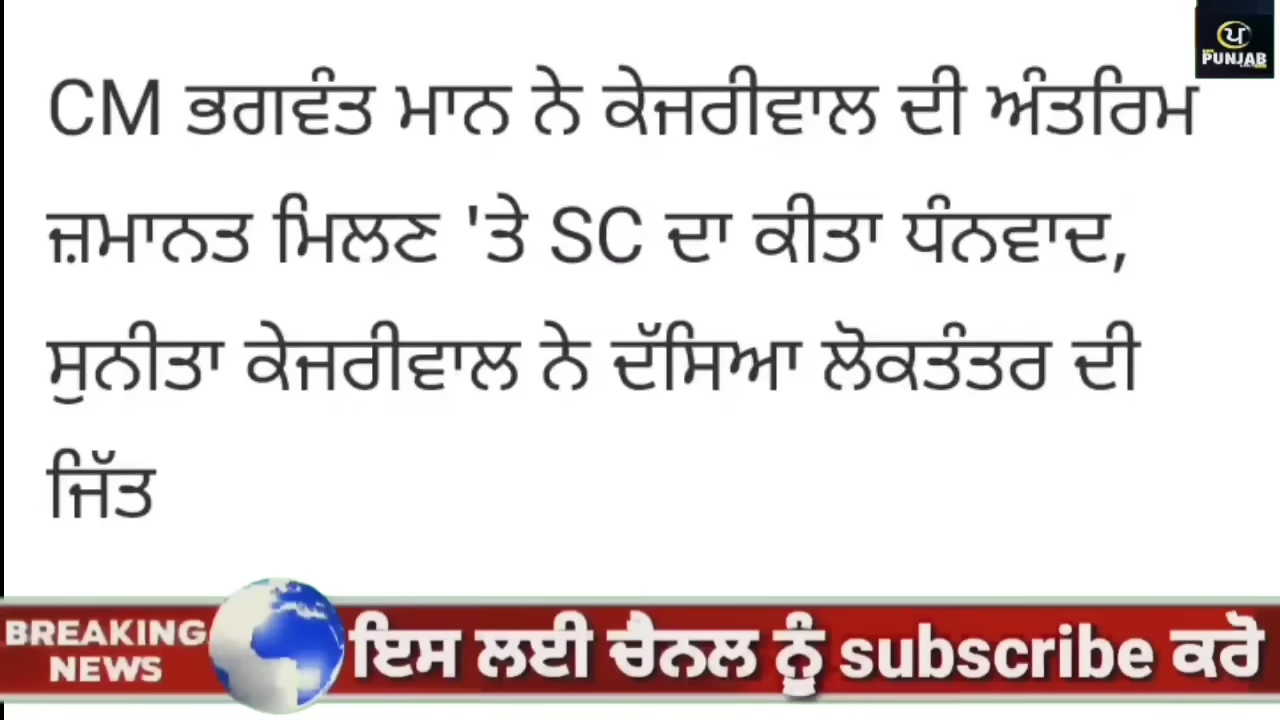 ਪ
PUNJAB
CM ਭਗਵੰਤ ਮਾਨ ਨੇ ਕੇਜਰੀਵਾਲ ਦੀ ਅੰਤਰਿਮ
ਜ਼ਮਾਨਤ ਮਿਲਣ 'ਤੇ SC ਦਾ ਕੀਤਾ ਧੰਨਵਾਦ,
ਸੁਨੀਤਾ ਕੇਜਰੀਵਾਲ ਨੇ ਦੱਸਿਆ ਲੋਕਤੰਤਰ ਦੀ
ਜਿੱਤ
BREAKING
NEWS
ਇਸ ਲਈ ਚੈਨਲ ਨੂੰ subscribe ਕਰੋ